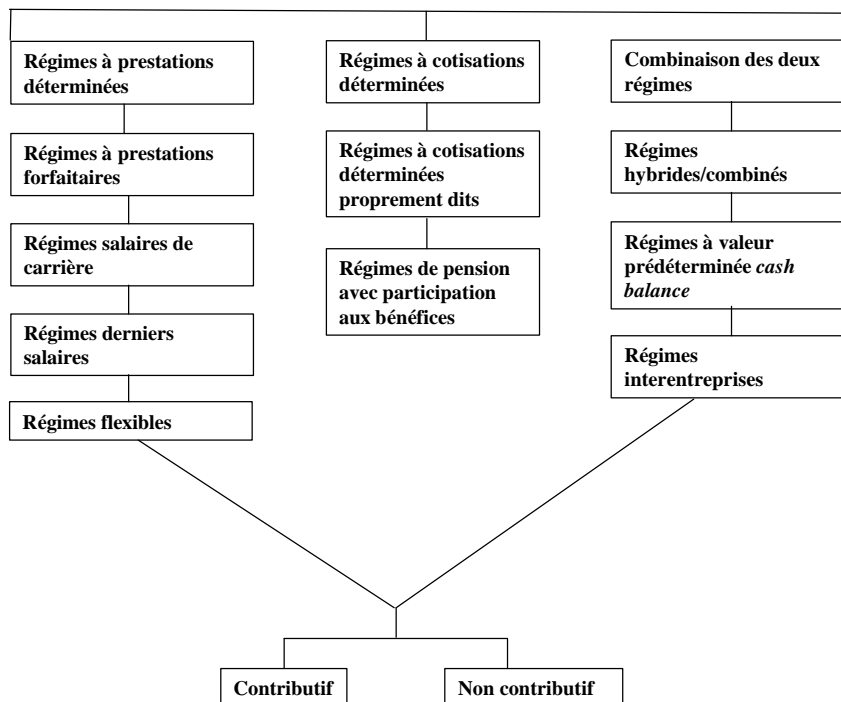 Régimes à prestations
déterminées
Régimes à prestations
forfaitaires
Régimes salaires de
carrière
Régimes derniers
salaires
Régimes flexibles
Régimes à cotisations
déterminées
Régimes à cotisations
déterminées
proprement dits
Régimes de pension
avec participation
aux bénéfices
Combinaison des deux
régimes
Régimes
hybrides/combinés
Régimes à valeur
prédéterminée cash
balance
Régimes
interentreprises
Contributif
Non contributif